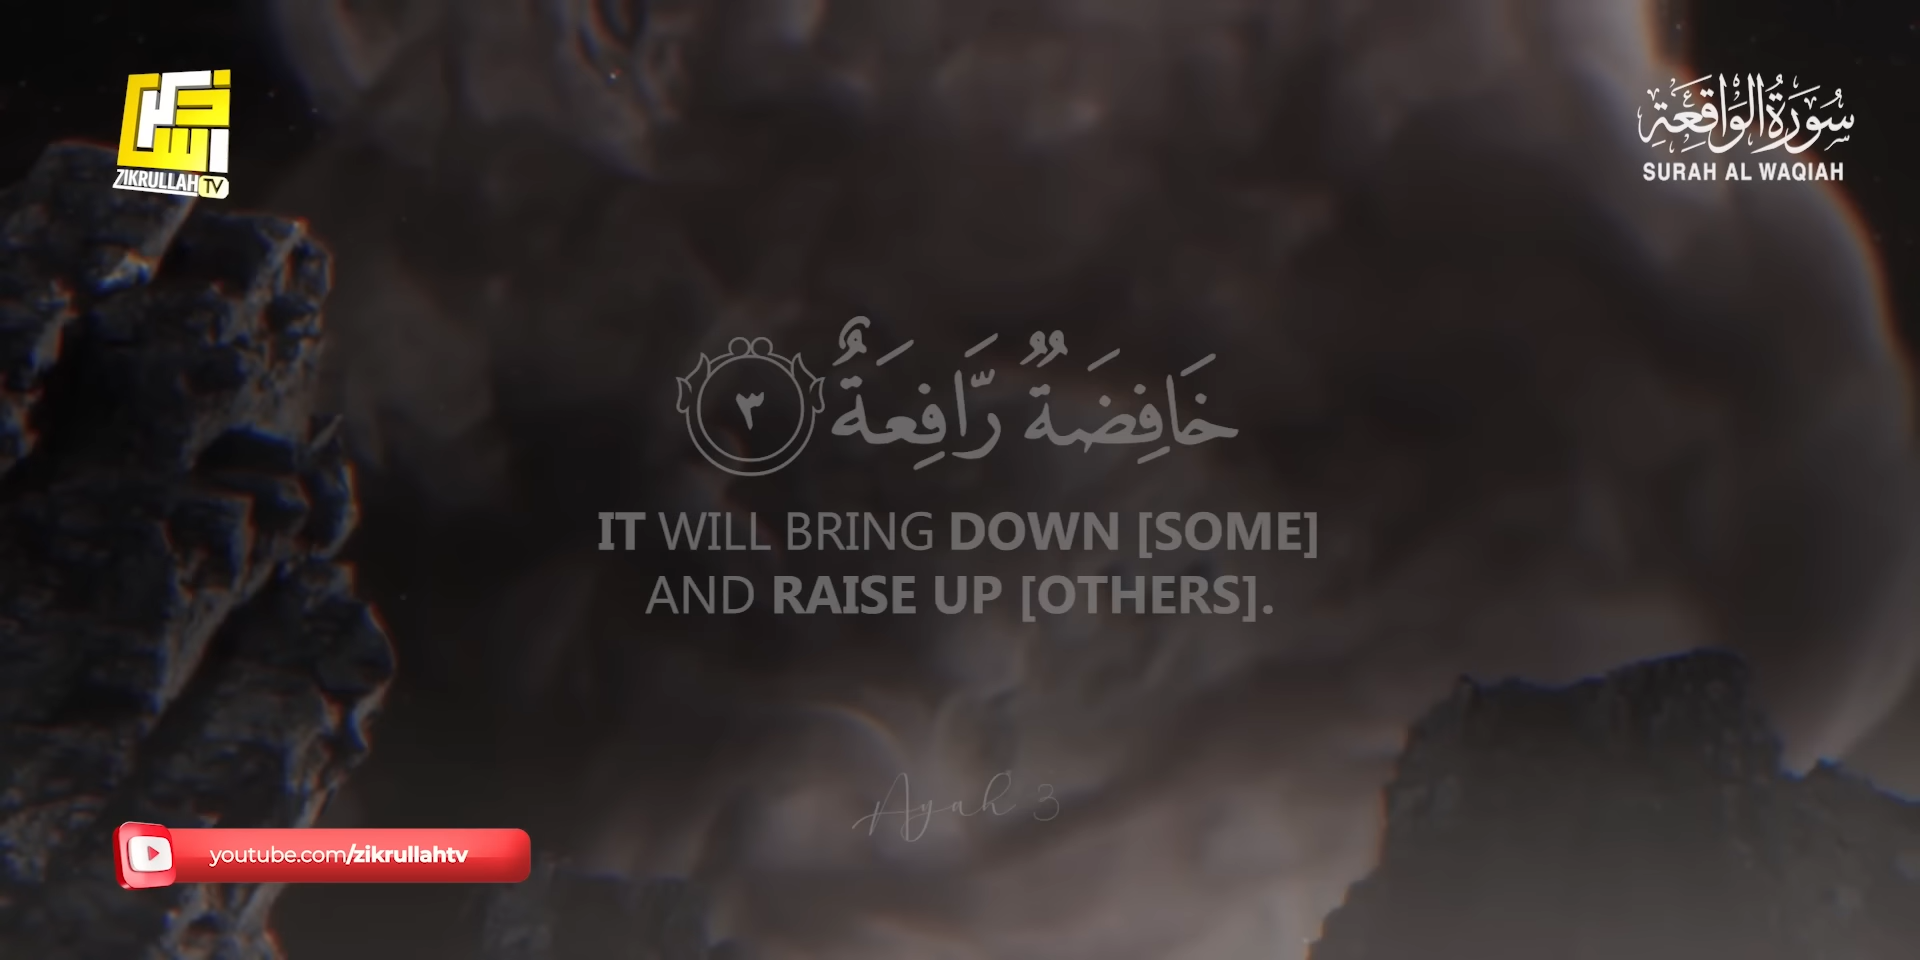 ذكر الله
ZIKRULLAH TV
سُورَةُ الوَاقِعَةِ
SURAH AL WAQIAH
خَافِضَةٌ رَّافِعَةٌ ٣
IT WILL BRING DOWN [SOME]
AND RAISE UP [OTHERS].
Ayah 3
youtube.com/zikrullahtv